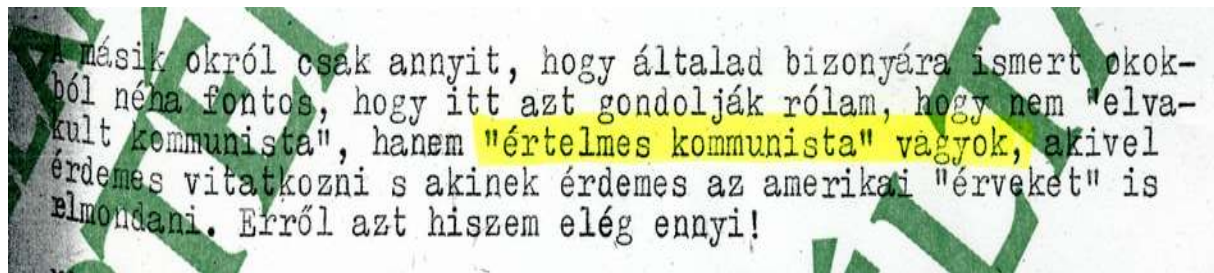 A másik okról csak annyit, hogy általad bizonyára ismert okok-
ból néha fontos, hogy itt azt gondolják rólam, hogy nem "elva-
kult kommunista", hanem "értelmes kommunista" vagyok, akivel
érdemes vitatkozni s akinek érdemes az amerikai "érveket" is
elmondani. Erről azt hiszem elég ennyi!